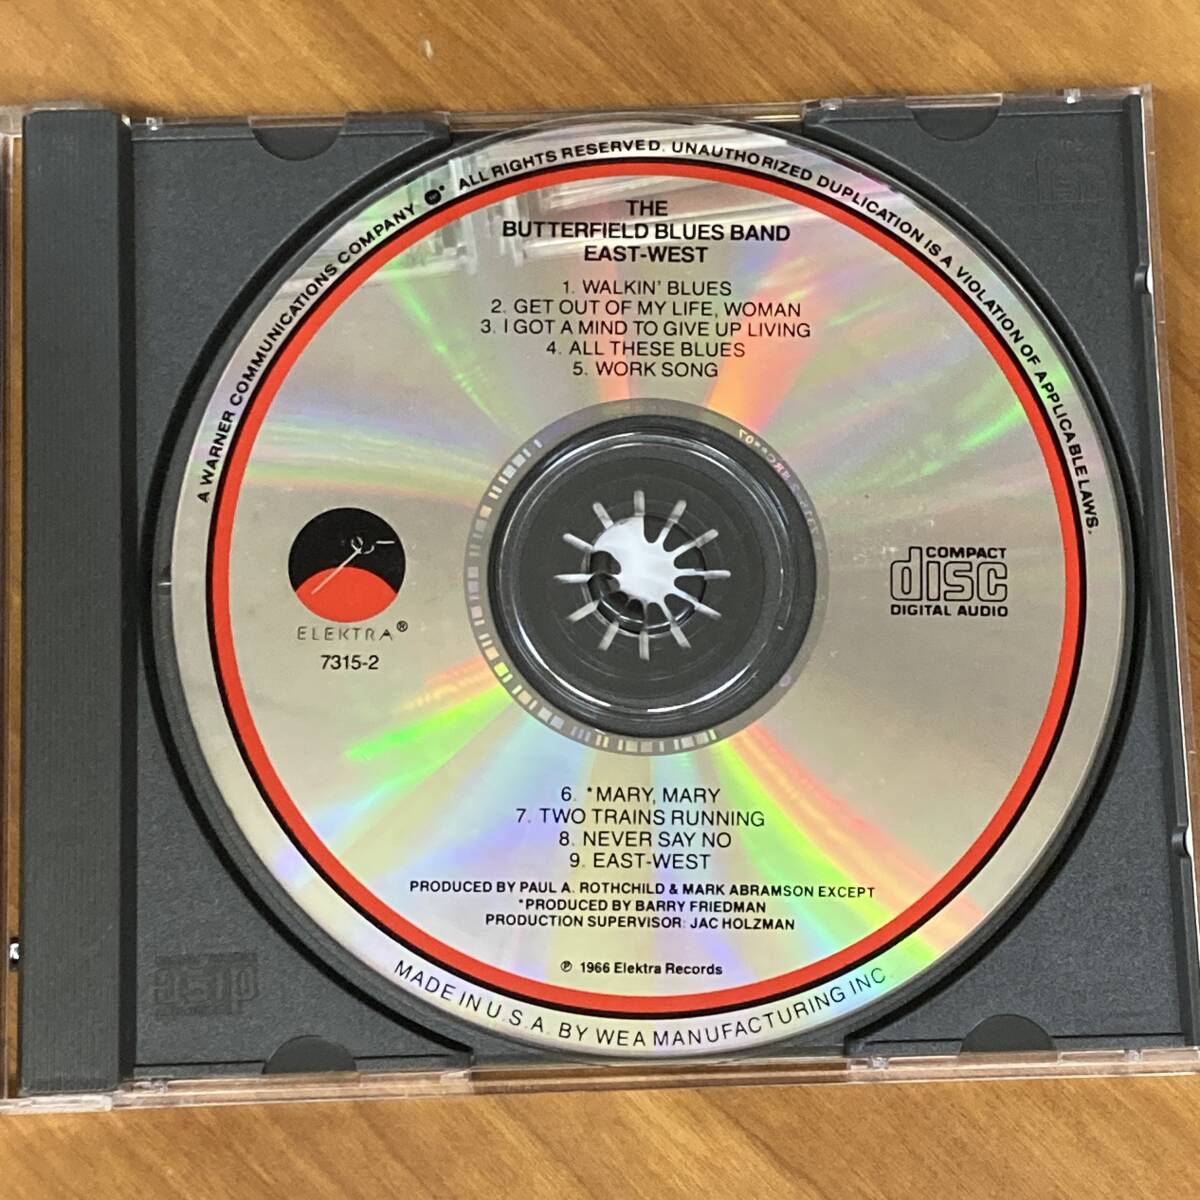 A WARNER COMMUNICATIONS COMPANY ALL RIGHTS RESERVED. UNAUTHORIZED DUPLICATION IS A VIOLATION OF APPLICABLE LAWS.
THE
BUTTERFIELD BLUES BAND
EAST-WEST
1. WALKIN' BLUES
2. GET OUT OF MY LIFE, WOMAN
3. I GOT A MIND TO GIVE UP LIVING
4. ALL THESE BLUES
5. WORK SONG
ELEKTRA®
7315-2
COMPACT
disc
DIGITAL AUDIO
6. *MARY, MARY
7. TWO TRAINS RUNNING
8. NEVER SAY NO
9. EAST-WEST
PRODUCED BY PAUL A. ROTHCHILD & MARK ABRAMSON EXCEPT
*PRODUCED BY BARRY FRIEDMAN
PRODUCTION SUPERVISOR: JAC HOLZMAN
℗ 1966 Elektra Records
MADE IN U.S.A. BY WEA MANUFACTURING INC.